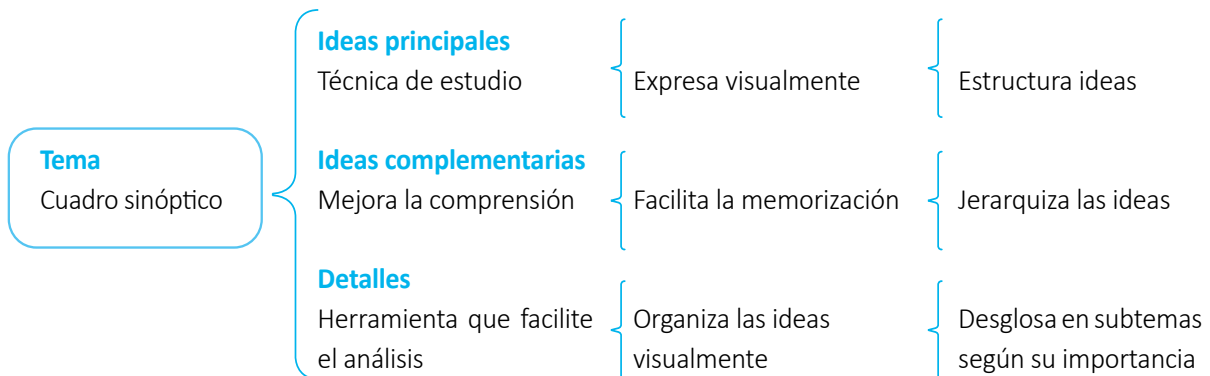 Ideas principales
Técnica de estudio
Expresa visualmente
Estructura ideas
Tema
Cuadro sinóptico
Ideas complementarias
Mejora la comprensión
Facilita la memorización
Jerarquiza las ideas
Detalles
Herramienta que facilite
el análisis
Organiza las ideas
visualmente
Desglosa en subtemas
según su importancia